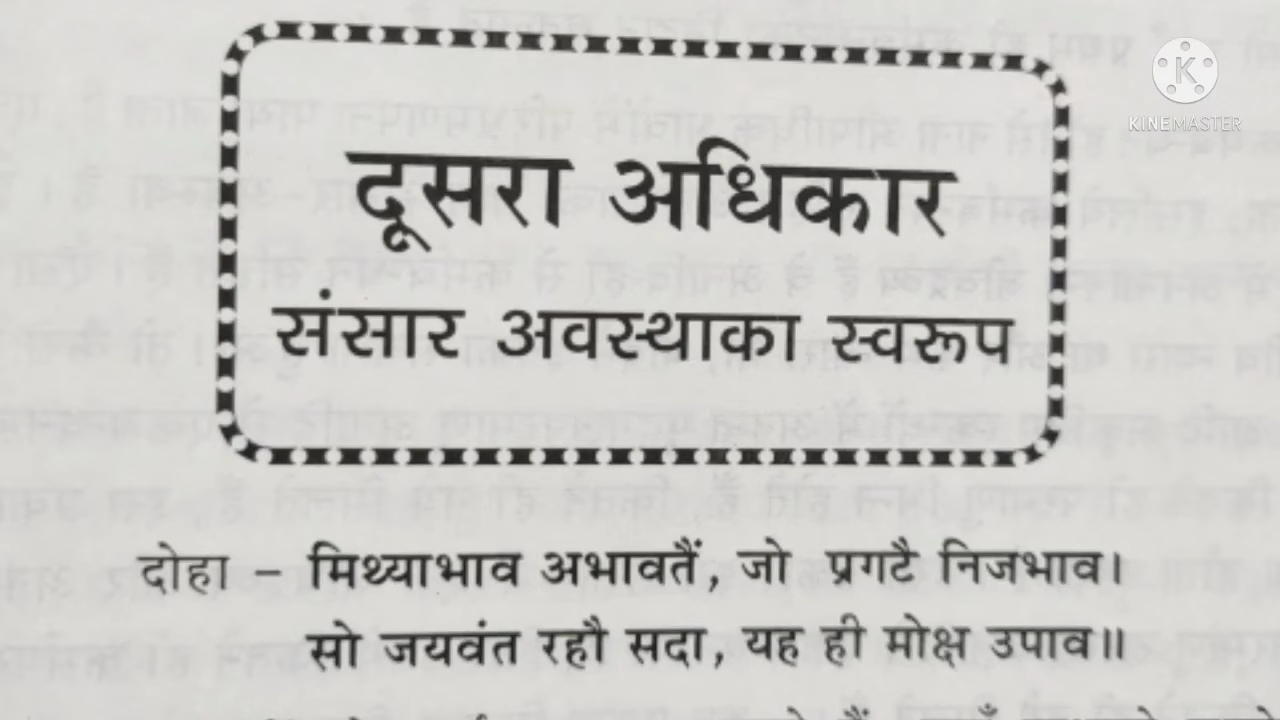 KINEMASTER
दूसरा अधिकार
संसार अवस्थाका स्वरूप
दोहा – मिथ्याभाव अभावतैं, जो प्रगटै निजभाव।
सो जयवंत रहौ सदा, यह ही मोक्ष उपाव॥